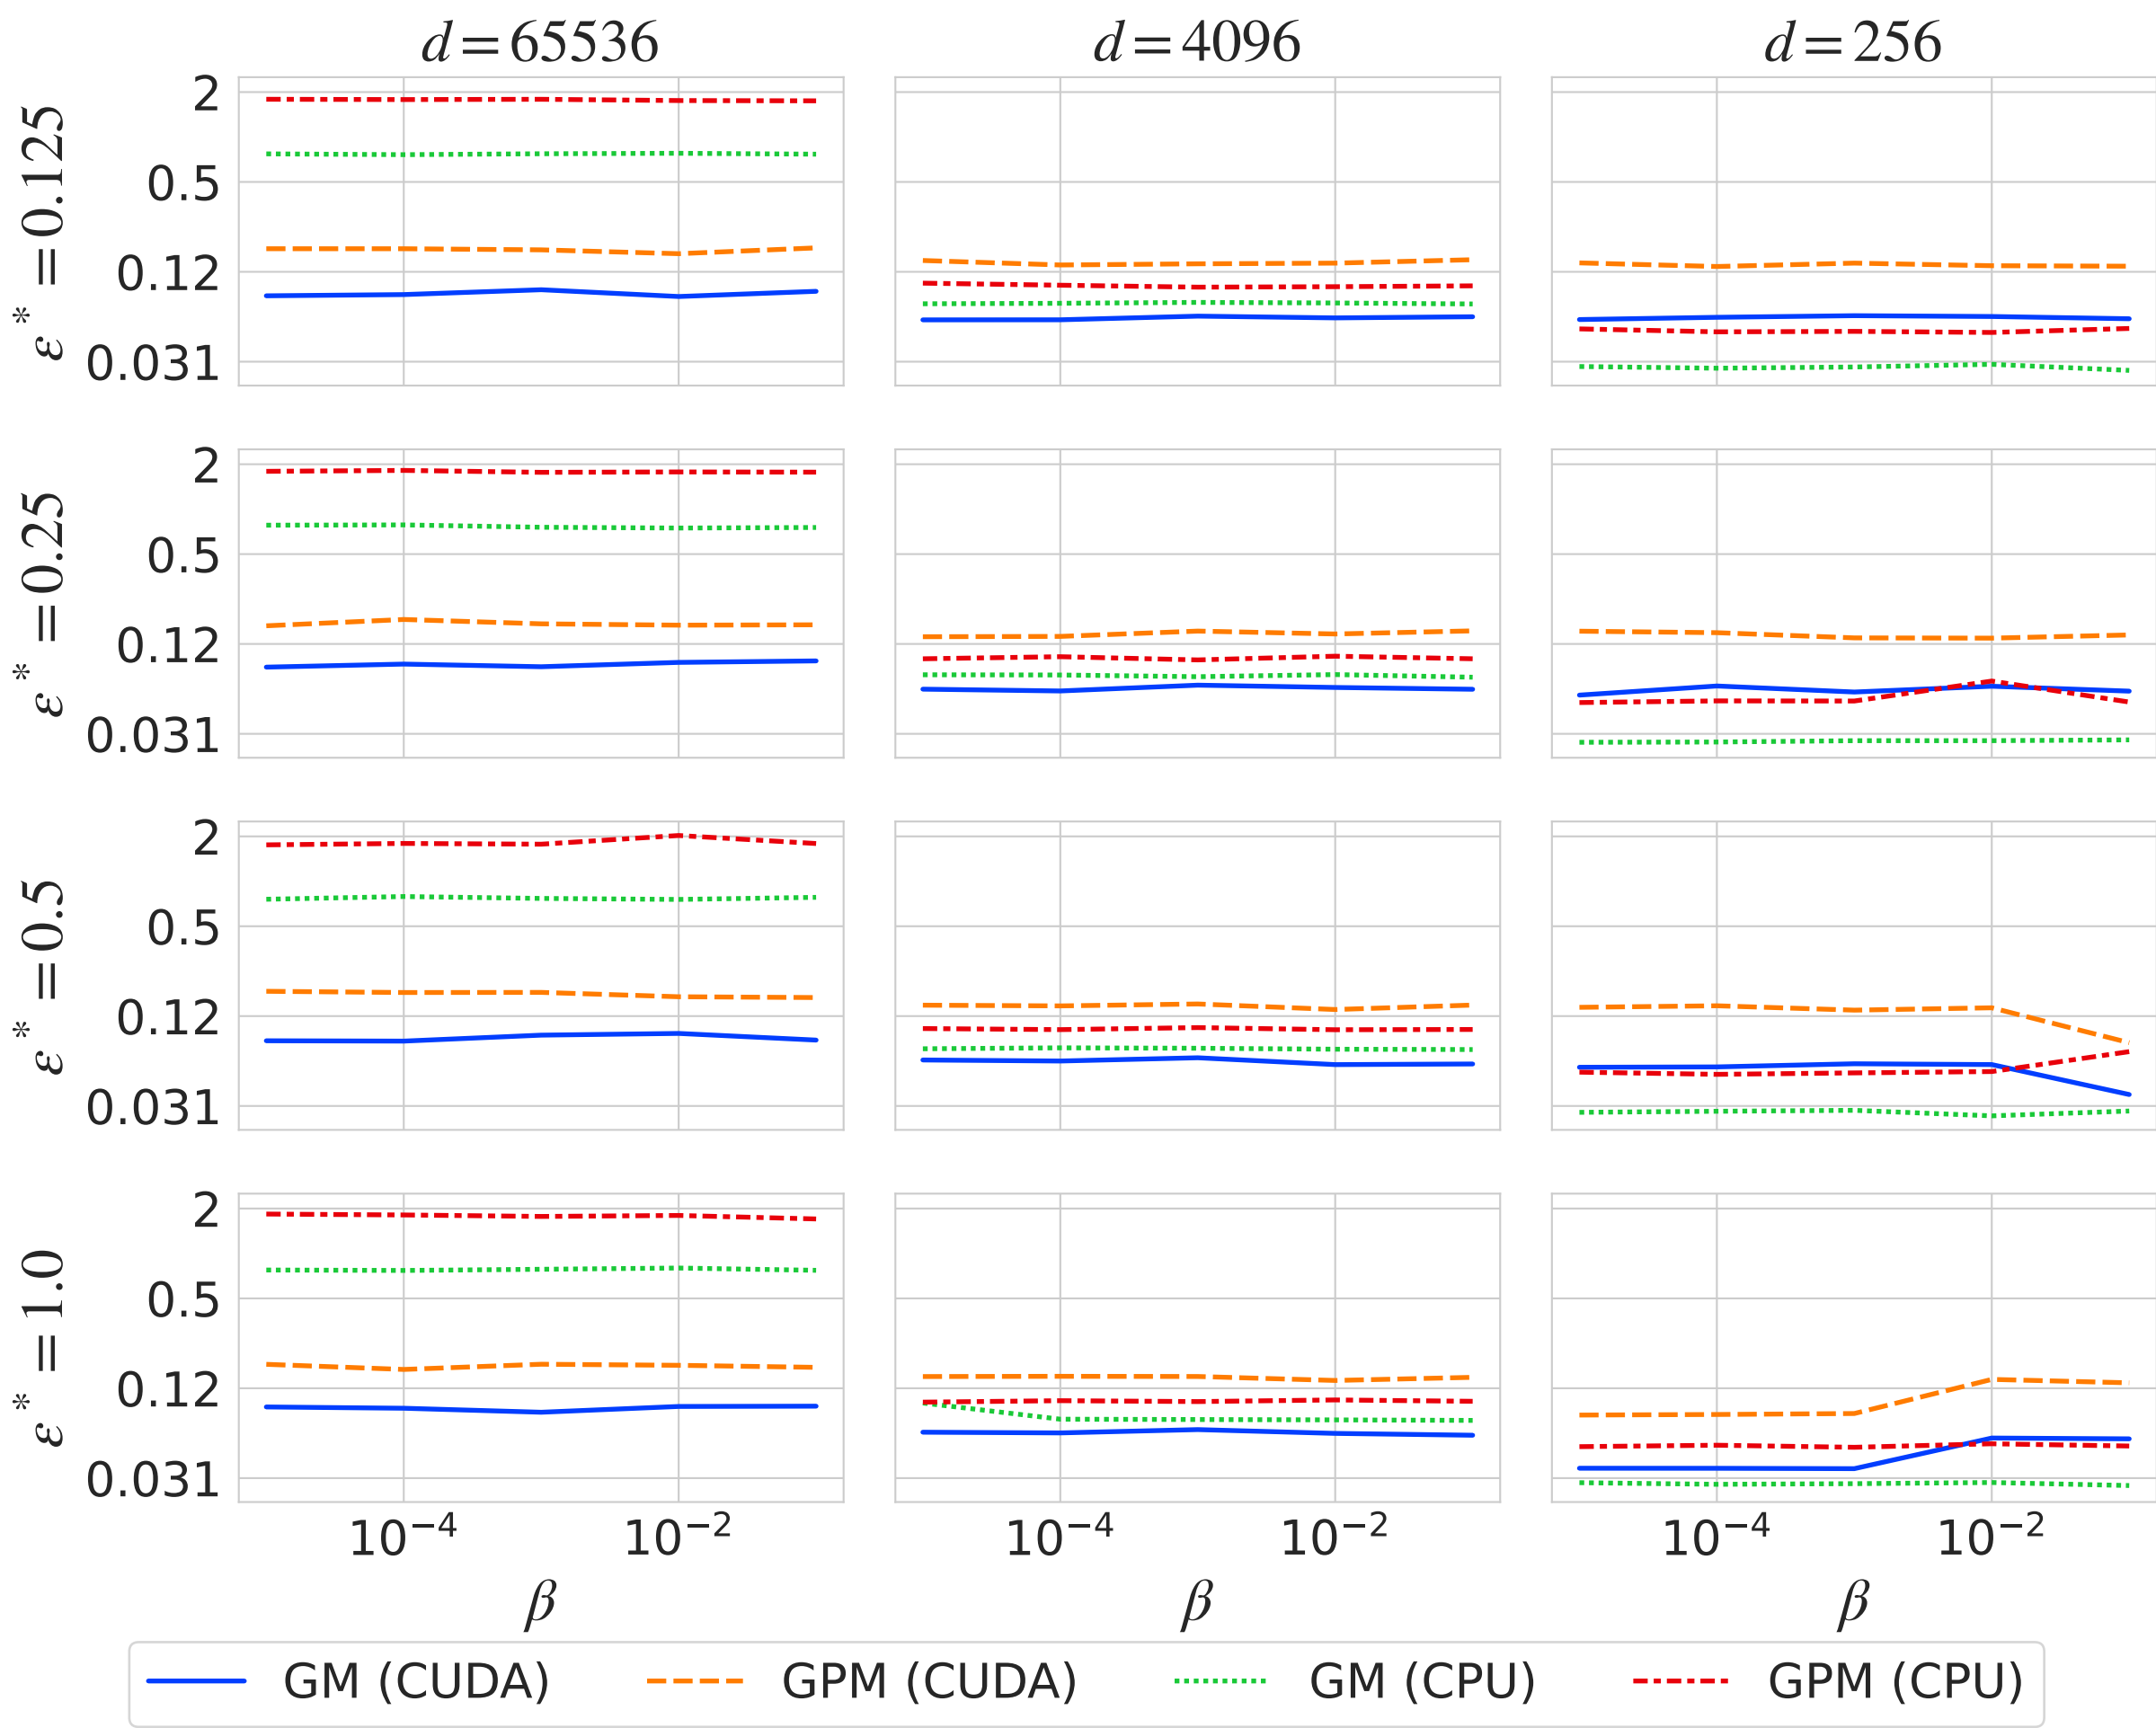 d = 65536 d = 4096 d = 256
ε* = 0.125
2
0.5
0.12
0.031
ε* = 0.25
2
0.5
0.12
0.031
ε* = 0.5
2
0.5
0.12
0.031
ε* = 1.0
2
0.5
0.12
0.031
10⁻⁴ 10⁻² 10⁻⁴ 10⁻² 10⁻⁴ 10⁻²
β β β
GM (CUDA) GPM (CUDA) GM (CPU) GPM (CPU)